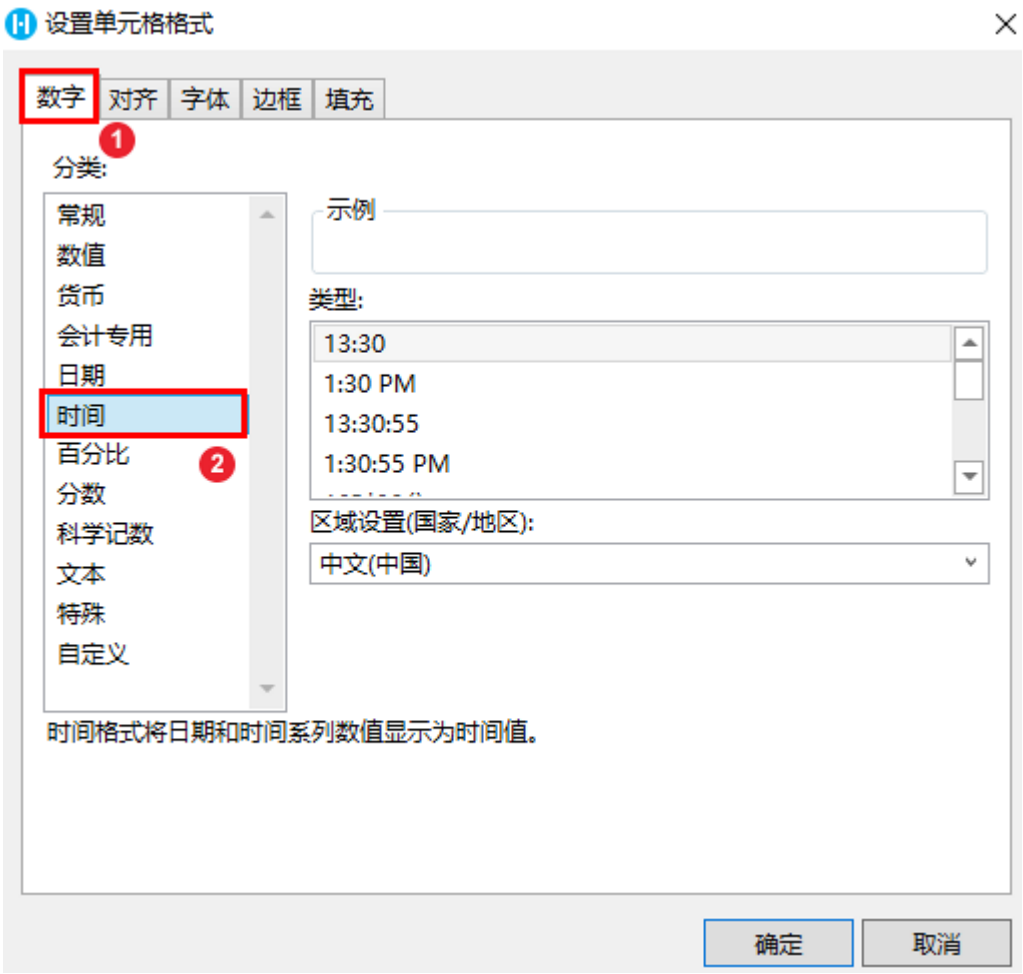 设置单元格格式
数字 对齐 字体 边框 填充
1
分类:
常规
数值
货币
会计专用
日期
时间
2
百分比
分数
科学记数
文本
特殊
自定义
示例
类型:
13:30
1:30 PM
13:30:55
1:30:55 PM
区域设置(国家/地区):
中文(中国)
时间格式将日期和时间系列数值显示为时间值。
确定 取消